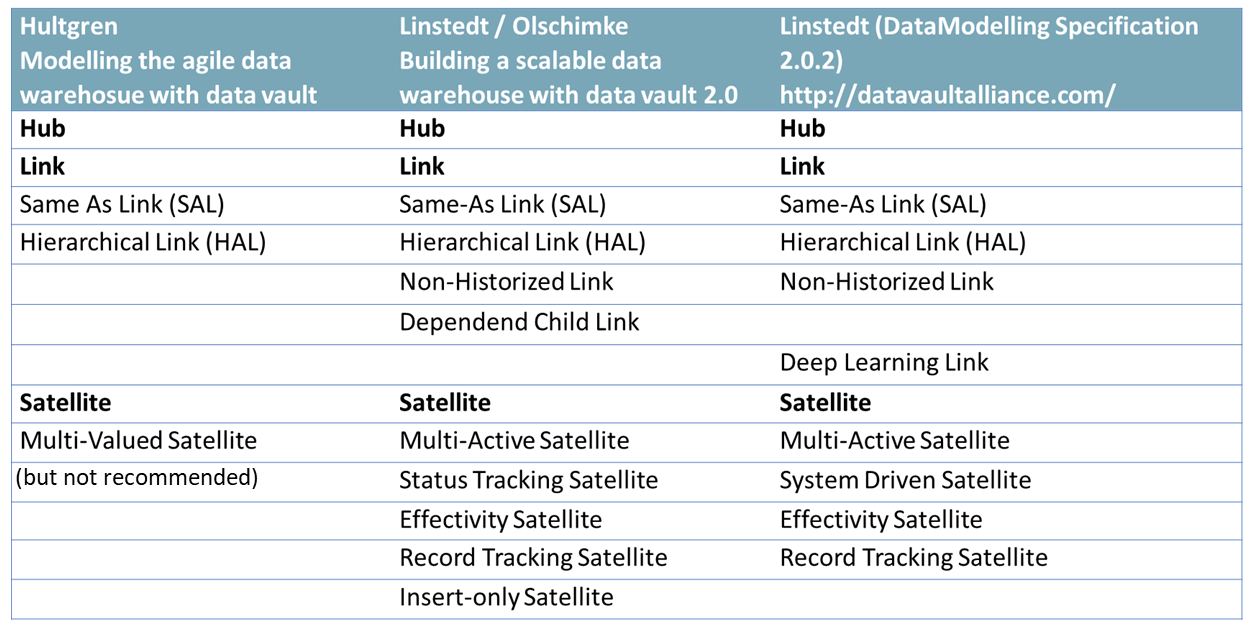 Hultgren
Modelling the agile data
warehosue with data vault
Linstedt / Olschimke
Building a scalable data
warehouse with data vault 2.0
Linstedt (DataModelling Specification
2.0.2)
http://datavaultalliance.com/
Hub Hub Hub
Link Link Link
Same As Link (SAL) Same-As Link (SAL) Same-As Link (SAL)
Hierarchical Link (HAL) Hierarchical Link (HAL) Hierarchical Link (HAL)
Non-Historized Link Non-Historized Link
Dependend Child Link
Deep Learning Link
Satellite Satellite Satellite
Multi-Valued Satellite Multi-Active Satellite Multi-Active Satellite
(but not recommended) Status Tracking Satellite System Driven Satellite
Effectivity Satellite Effectivity Satellite
Record Tracking Satellite Record Tracking Satellite
Insert-only Satellite